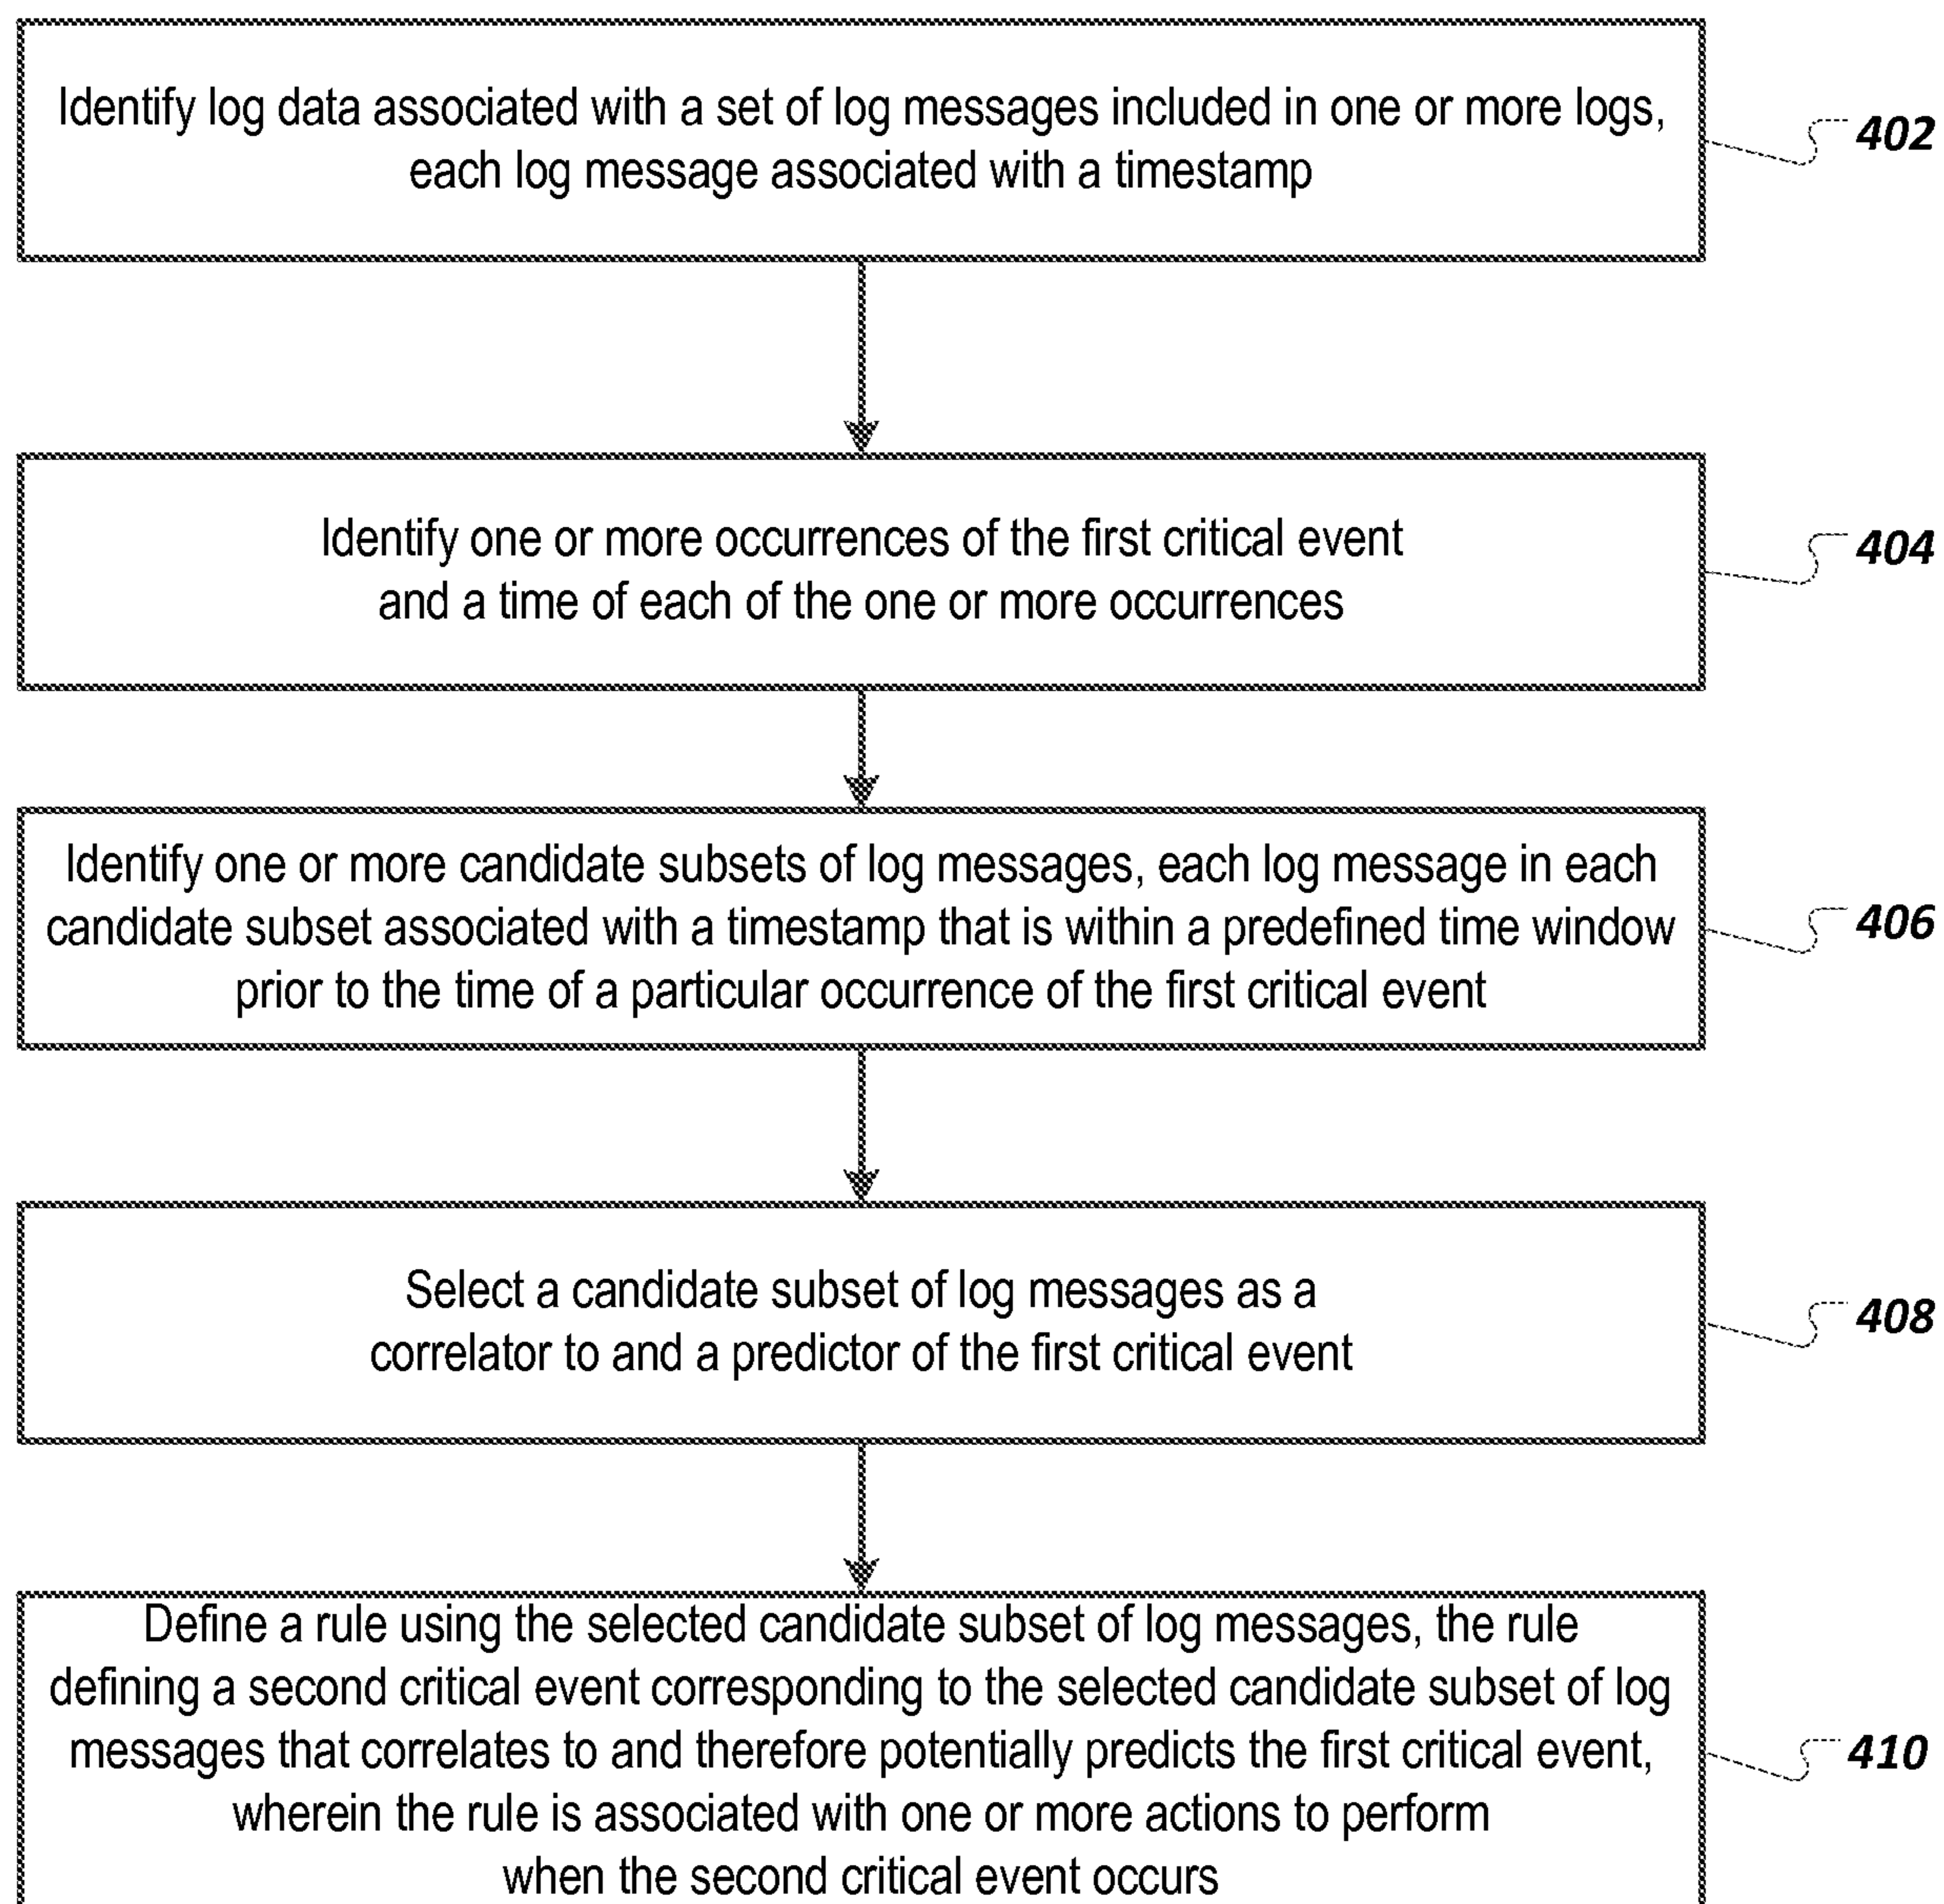 Identify log data associated with a set of log messages included in one or more logs,
each log message associated with a timestamp
402
Identify one or more occurrences of the first critical event
and a time of each of the one or more occurrences
404
Identify one or more candidate subsets of log messages, each log message in each
candidate subset associated with a timestamp that is within a predefined time window
prior to the time of a particular occurrence of the first critical event
406
Select a candidate subset of log messages as a
correlator to and a predictor of the first critical event
408
Define a rule using the selected candidate subset of log messages, the rule
defining a second critical event corresponding to the selected candidate subset of log
messages that correlates to and therefore potentially predicts the first critical event,
wherein the rule is associated with one or more actions to perform
when the second critical event occurs
410